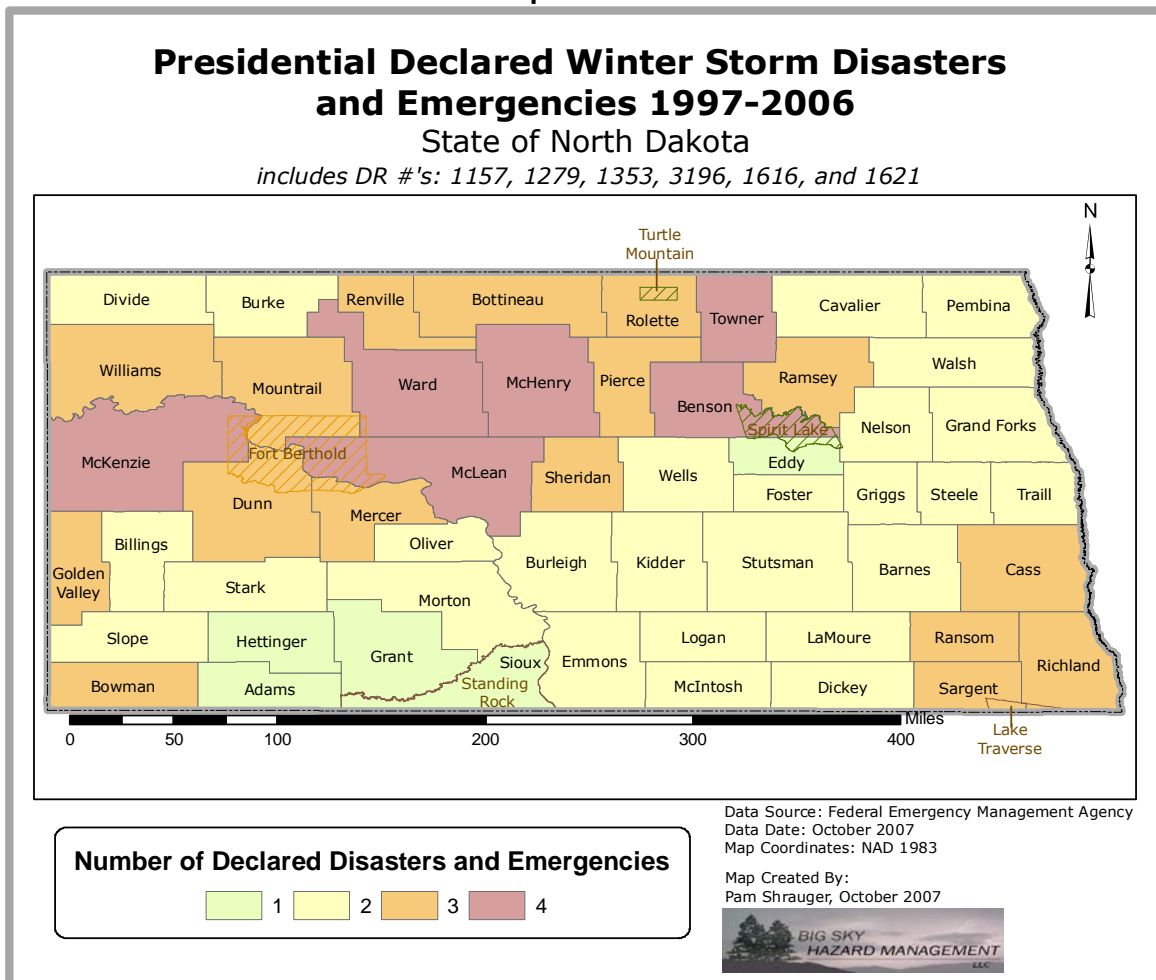 Presidential Declared Winter Storm Disasters
and Emergencies 1997-2006
State of North Dakota
includes DR #'s: 1157, 1279, 1353, 3196, 1616, and 1621
N
Turtle
Mountain
Divide
Burke
Renville
Bottineau
Rolette
Towner
Cavalier
Pembina
Williams
Mountrail
Ward
McHenry
Pierce
Benson
Ramsey
Walsh
Spirit Lake
Nelson
Grand Forks
McKenzie
Fort Berthold
McLean
Sheridan
Wells
Eddy
Foster
Griggs
Steele
Traill
Dunn
Mercer
Oliver
Billings
Golden
Valley
Stark
Morton
Burleigh
Kidder
Stutsman
Barnes
Cass
Slope
Hettinger
Grant
Sioux
Emmons
Logan
LaMoure
Ransom
Richland
Bowman
Adams
Standing
Rock
McIntosh
Dickey
Sargent
Miles
0 50 100 200 300 400
Lake
Traverse
Number of Declared Disasters and Emergencies
1 2 3 4
Data Source: Federal Emergency Management Agency
Data Date: October 2007
Map Coordinates: NAD 1983
Map Created By:
Pam Shrauger, October 2007
BIG SKY
HAZARD MANAGEMENT
LLC